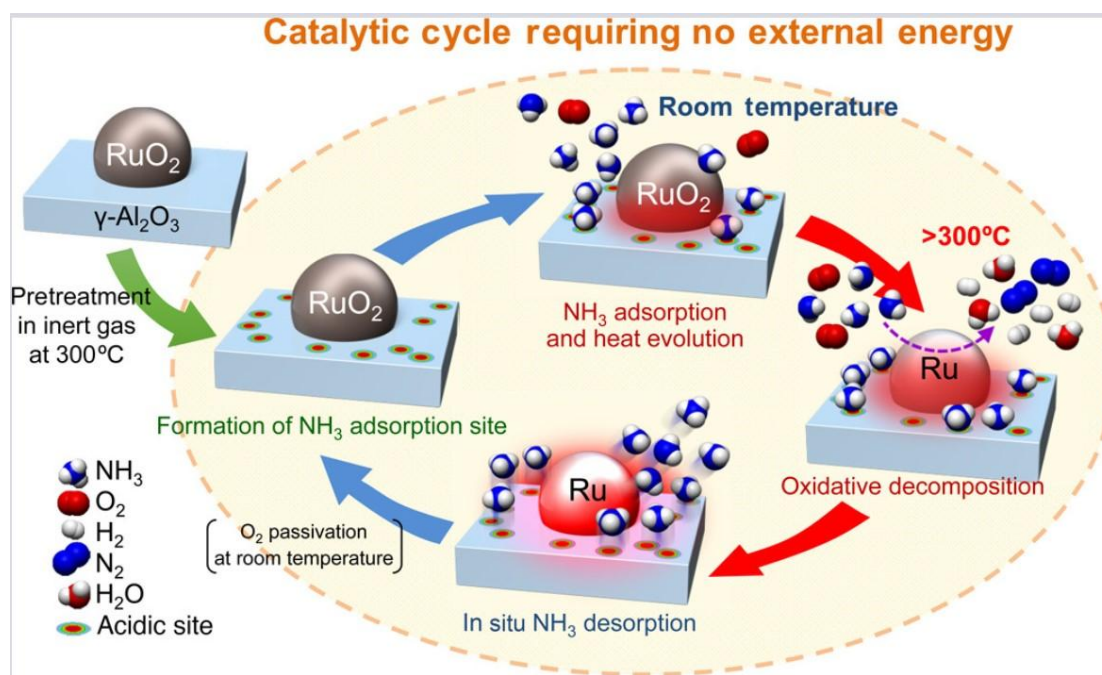 Catalytic cycle requiring no external energy
RuO₂
γ-Al₂O₃
Pretreatment
in inert gas
at 300ºC
RuO₂
Formation of NH₃ adsorption site
Room temperature
RuO₂
NH₃ adsorption
and heat evolution
>300ºC
Ru
Oxidative decomposition
Ru
In situ NH₃ desorption
O₂ passivation
at room temperature
NH₃
O₂
H₂
N₂
H₂O
Acidic site